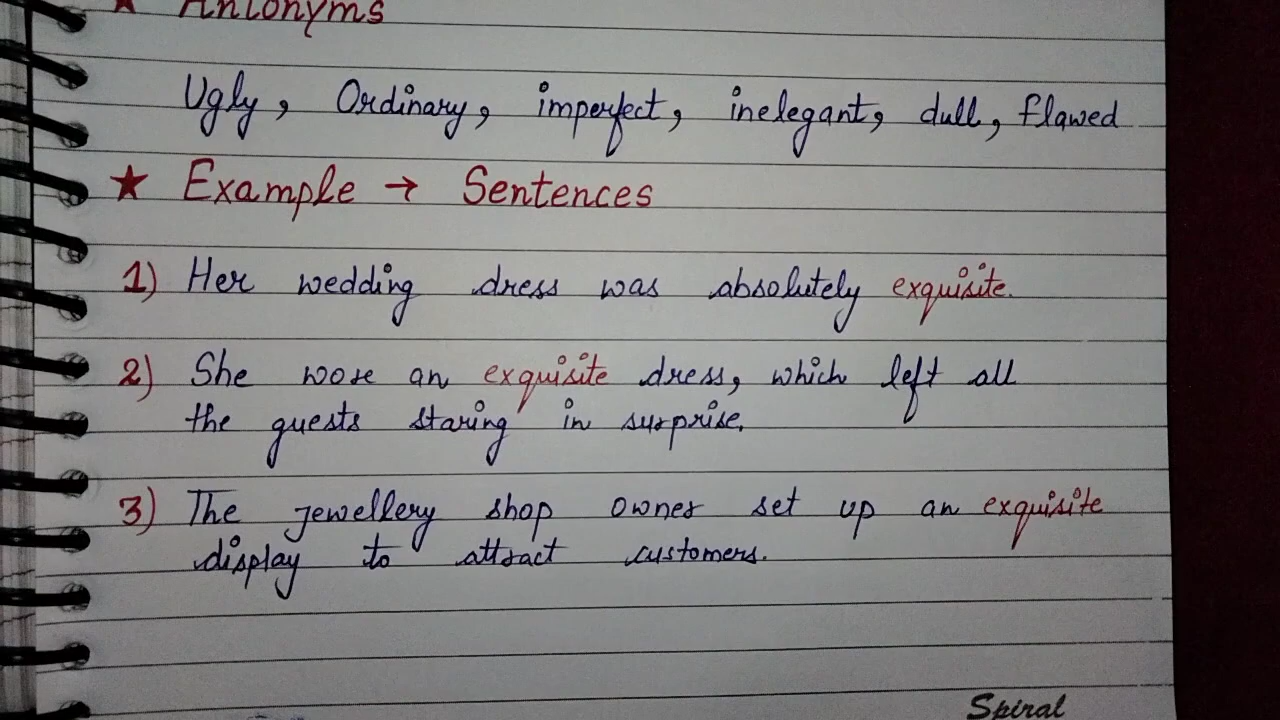 ★ Antonyms
Ugly, Ordinary, imperfect, inelegant, dull, flawed
★ Example → Sentences
1) Her wedding dress was absolutely exquisite.
2) She wore an exquisite dress, which left all
the guests staring in surprise.
3) The jewellery shop owner set up an exquisite
display to attract customers.
Spiral